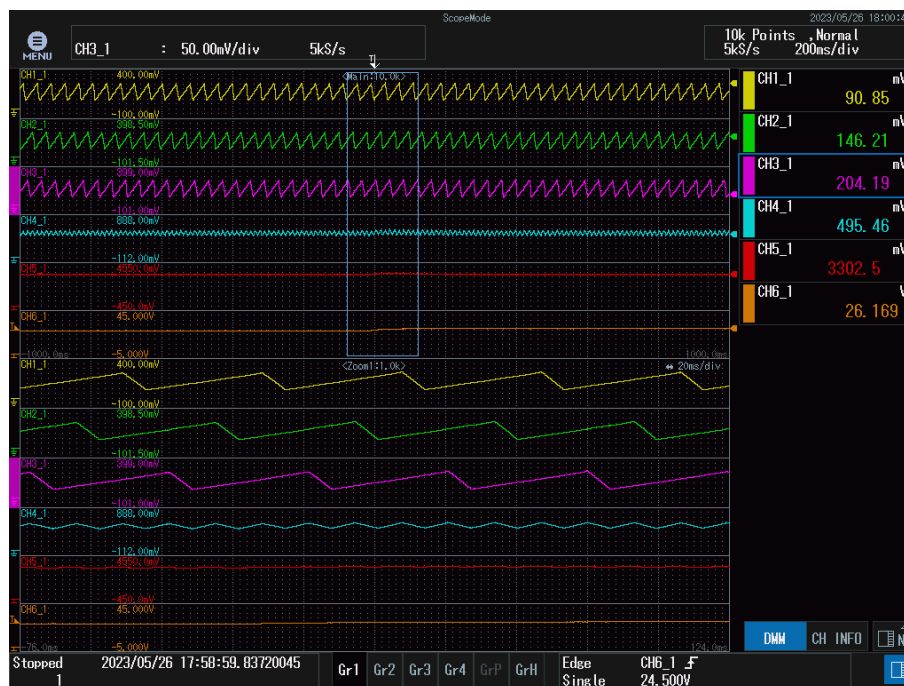 ScopeMode
2023/05/26 18:00:4
MENU
CH3_1 : 50.00mV/div 5kS/s
10k Points ,Normal
5kS/s 200ms/div
CH1_1 400.00mV
<Main:10.0k>
-100.00mV
CH2_1 398.50mV
-101.50mV
CH3_1 399.00mV
-101.00mV
CH4_1 888.00mV
-112.00mV
CH5_1 4550.0mV
-450.0mV
CH6_1 45.000V
-1000.0ms -5.000V 1000.0ms
CH1_1 400.00mV <Zoom1:1.0k> 20ms/div
-100.00mV
CH2_1 398.50mV
-101.50mV
CH3_1 399.00mV
-101.00mV
CH4_1 888.00mV
-112.00mV
CH5_1 4550.0mV
-450.0mV
CH6_1 45.000V
-76.0ms -5.000V 124.0ms
CH1_1 mV
90.85
CH2_1 mV
146.21
CH3_1 mV
204.19
CH4_1 mV
495.46
CH5_1 mV
3302.5
CH6_1 V
26.169
DMM CH INFO N
Stopped 2023/05/26 17:58:59.83720045
1
Gr1 Gr2 Gr3 Gr4 GrP GrH
Edge CH6_1
Single 24.500V